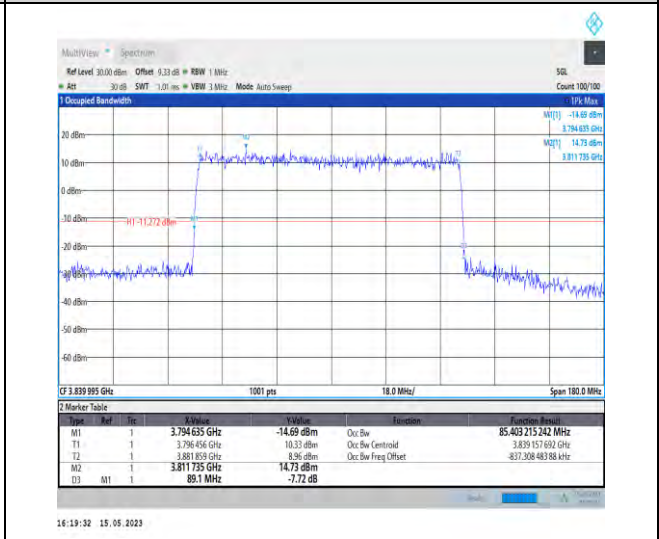 MultiView Spectrum
Ref Level 30.00 dBm Offset 9.33 dB RBW 1 MHz SGL
Att 30 dB SWT 1.01 ms VBW 3 MHz Mode Auto Sweep Count 100/100
1 Occupied Bandwidth 1Pk Max
M1[1] -14.69 dBm
3.794 635 GHz
M2[1] 14.73 dBm
3.811 735 GHz
20 dBm
10 dBm
0 dBm
-10 dBm
H1 -11.272 dBm
-20 dBm
-30 dBm
-40 dBm
-50 dBm
-60 dBm
CF 3.839 995 GHz 1001 pts 18.0 MHz/ Span 180.0 MHz
2 Marker Table
Type Ref Trc X-Value Y-Value Function Function Result
M1 1 3.794 635 GHz -14.69 dBm Occ Bw 85.403 215 242 MHz
T1 1 3.796 456 GHz 10.33 dBm Occ Bw Centroid 3.839 157 692 GHz
T2 1 3.881 859 GHz 8.96 dBm Occ Bw Freq Offset -837.308 483 88 kHz
M2 1 3.811 735 GHz 14.73 dBm
D3 M1 1 89.1 MHz -7.72 dB
16:19:32 15.05.2023